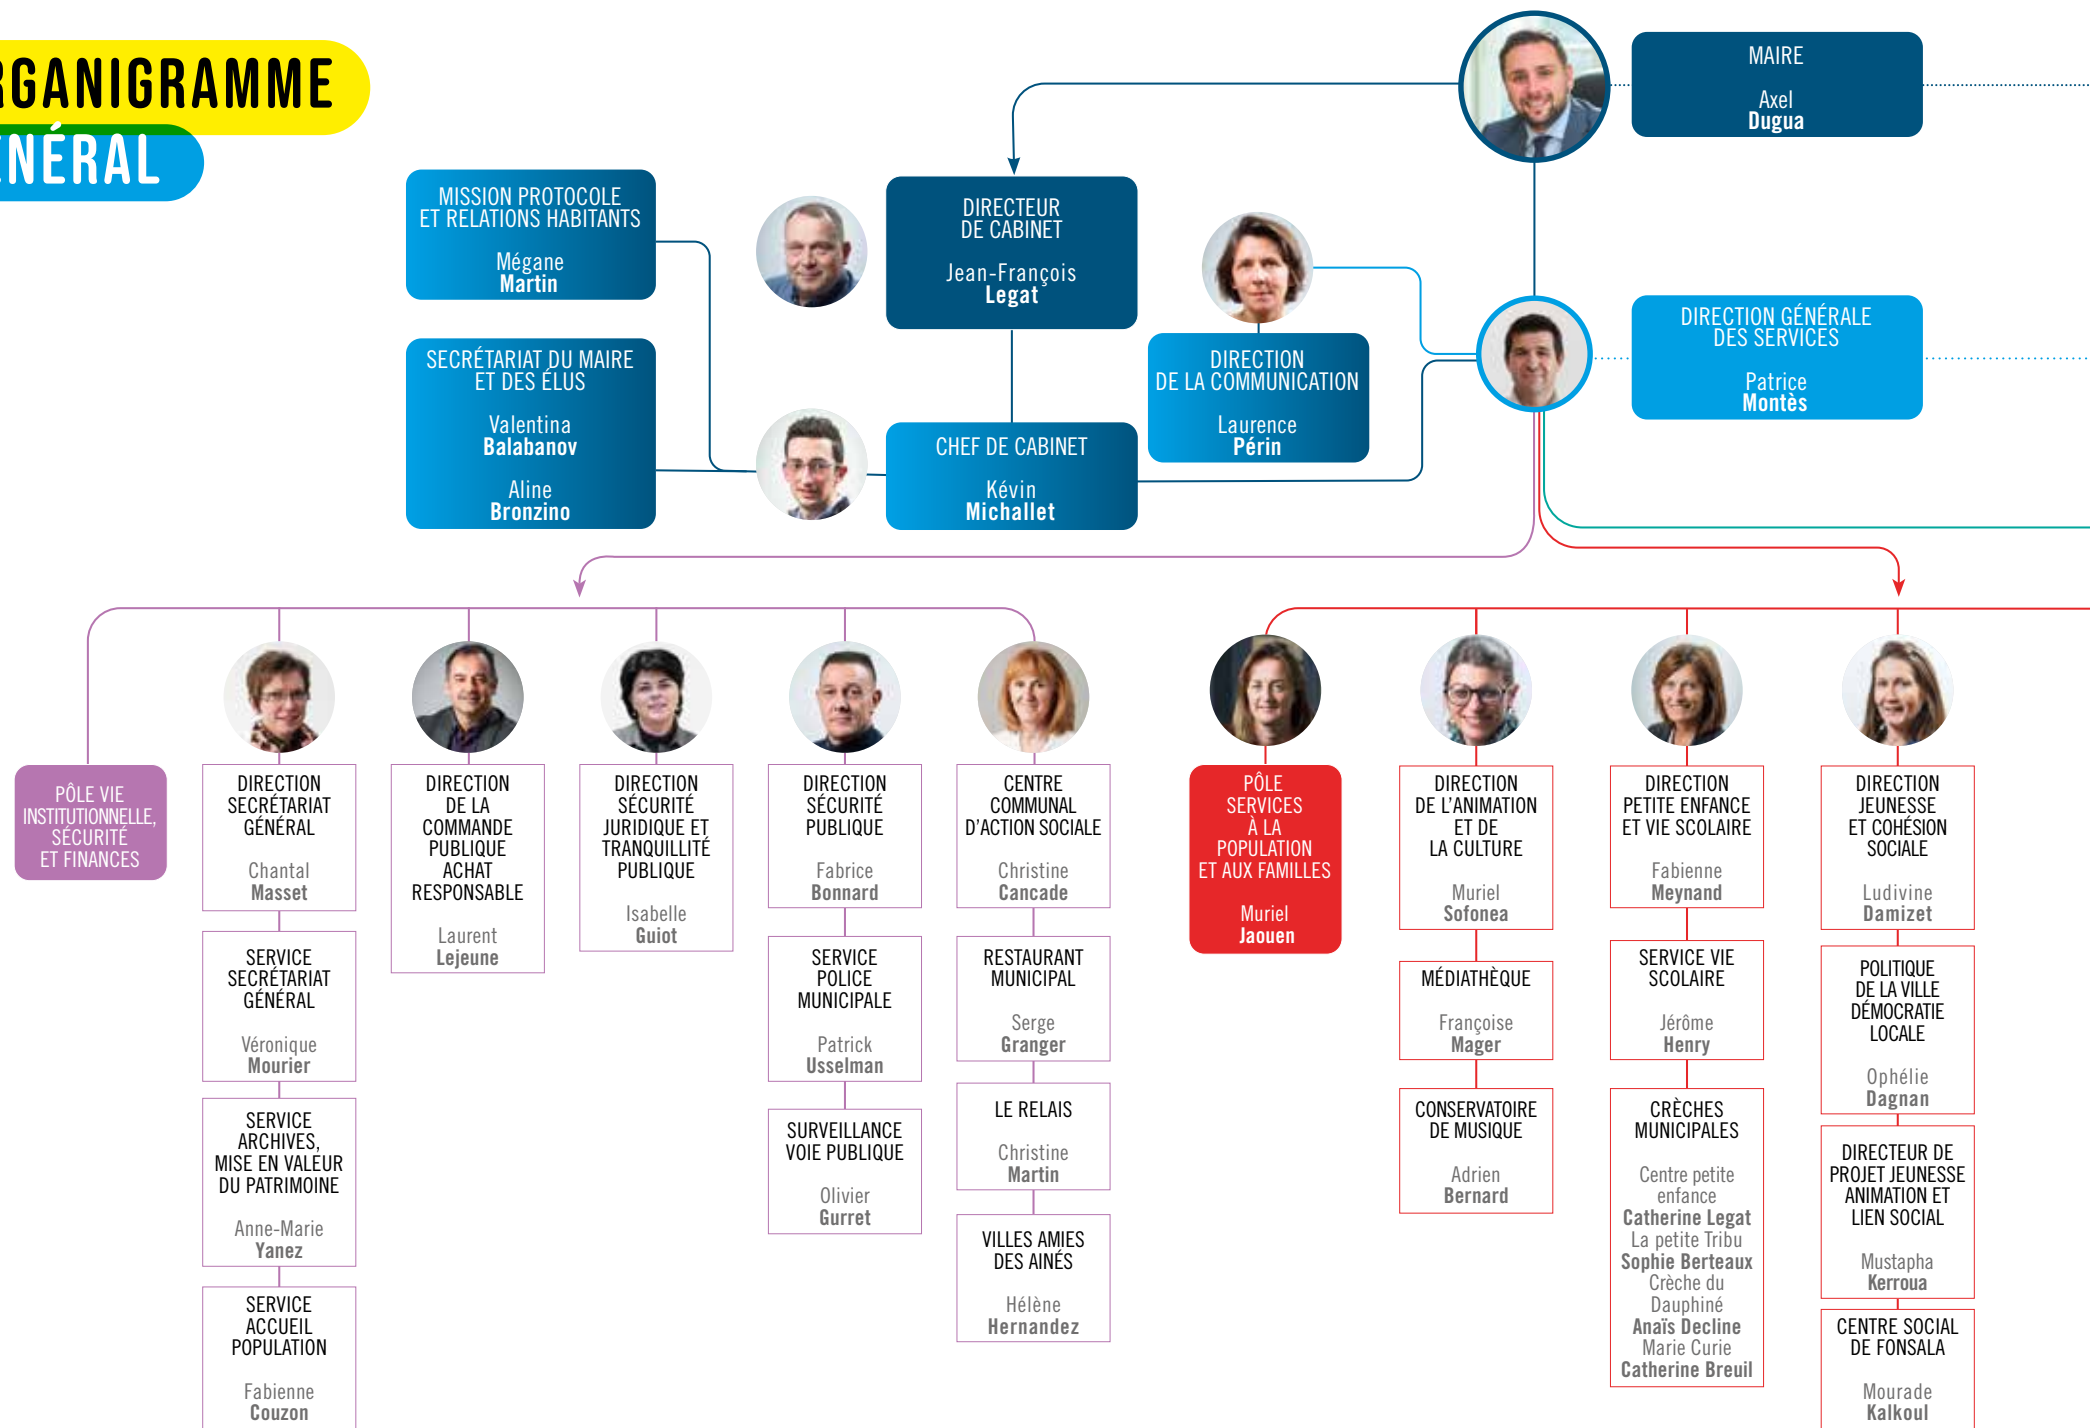 RGANIGRAMME
ÉNÉRAL
MAIRE
Axel
Dugua
MISSION PROTOCOLE
ET RELATIONS HABITANTS
Mégane
Martin
DIRECTEUR
DE CABINET
Jean-François
Legat
SECRÉTARIAT DU MAIRE
ET DES ÉLUS
Valentina
Balabanov
Aline
Bronzino
CHEF DE CABINET
Kévin
Michallet
DIRECTION
DE LA COMMUNICATION
Laurence
Périn
DIRECTION GÉNÉRALE
DES SERVICES
Patrice
Montès
PÔLE VIE
INSTITUTIONNELLE,
SÉCURITÉ
ET FINANCES
DIRECTION
SECRÉTARIAT
GÉNÉRAL
Chantal
Masset
SERVICE
SECRÉTARIAT
GÉNÉRAL
Véronique
Mourier
SERVICE
ARCHIVES,
MISE EN VALEUR
DU PATRIMOINE
Anne-Marie
Yanez
SERVICE
ACCUEIL
POPULATION
Fabienne
Couzon
DIRECTION
DE LA
COMMANDE
PUBLIQUE
ACHAT
RESPONSABLE
Laurent
Lejeune
DIRECTION
SÉCURITÉ
JURIDIQUE ET
TRANQUILLITÉ
PUBLIQUE
Isabelle
Guiot
DIRECTION
SÉCURITÉ
PUBLIQUE
Fabrice
Bonnard
SERVICE
POLICE
MUNICIPALE
Patrick
Usselman
SURVEILLANCE
VOIE PUBLIQUE
Olivier
Gurret
CENTRE
COMMUNAL
D'ACTION SOCIALE
Christine
Cancade
RESTAURANT
MUNICIPAL
Serge
Granger
LE RELAIS
Christine
Martin
VILLES AMIES
DES AINÉS
Hélène
Hernandez
PÔLE
SERVICES
À LA
POPULATION
ET AUX FAMILLES
Muriel
Jaouen
DIRECTION
DE L'ANIMATION
ET DE
LA CULTURE
Muriel
Sofonea
MÉDIATHÈQUE
Françoise
Mager
CONSERVATOIRE
DE MUSIQUE
Adrien
Bernard
DIRECTION
PETITE ENFANCE
ET VIE SCOLAIRE
Fabienne
Meynand
SERVICE VIE
SCOLAIRE
Jérôme
Henry
CRÈCHES
MUNICIPALES
Centre petite
enfance
Catherine Legat
La petite Tribu
Sophie Berteaux
Crèche du
Dauphiné
Anaïs Decline
Marie Curie
Catherine Breuil
DIRECTION
JEUNESSE
ET COHÉSION
SOCIALE
Ludivine
Damizet
POLITIQUE
DE LA VILLE
DÉMOCRATIE
LOCALE
Ophélie
Dagnan
DIRECTEUR DE
PROJET JEUNESSE
ANIMATION ET
LIEN SOCIAL
Mustapha
Kerroua
CENTRE SOCIAL
DE FONSALA
Mourade
Kalkoul